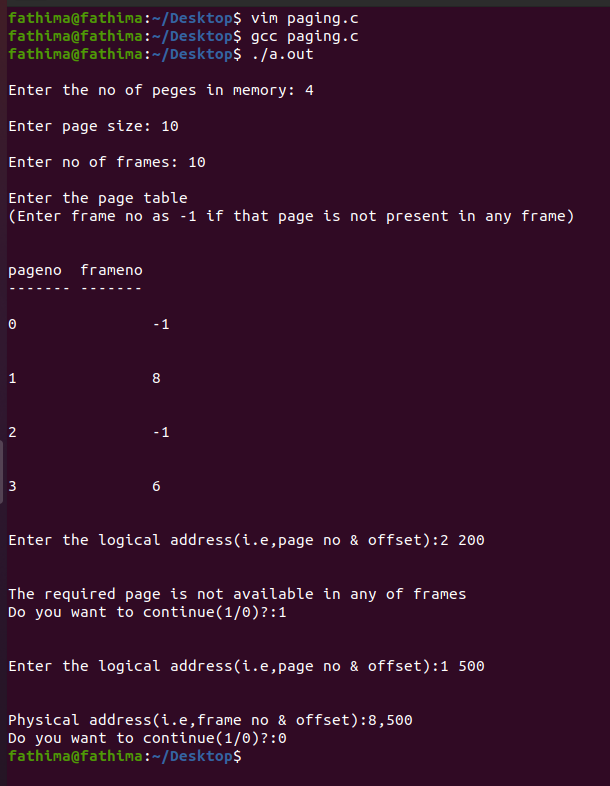 fathima@fathima:~/Desktop$ vim paging.c
fathima@fathima:~/Desktop$ gcc paging.c
fathima@fathima:~/Desktop$ ./a.out
Enter the no of peges in memory: 4
Enter page size: 10
Enter no of frames: 10
Enter the page table
(Enter frame no as -1 if that page is not present in any frame)
pageno  frameno
------- -------
0               -1
1               8
2               -1
3               6
Enter the logical address(i.e,page no & offset):2 200
The required page is not available in any of frames
Do you want to continue(1/0)?:1
Enter the logical address(i.e,page no & offset):1 500
Physical address(i.e,frame no & offset):8,500
Do you want to continue(1/0)?:0
fathima@fathima:~/Desktop$